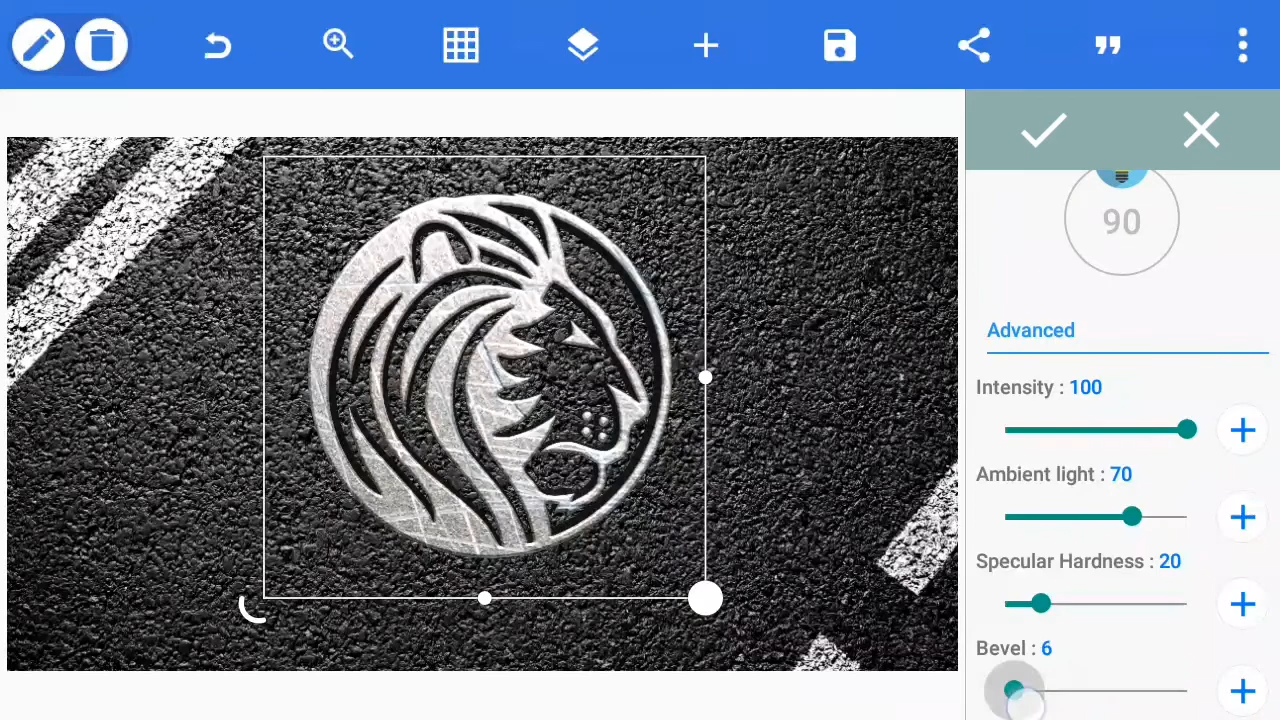 90
Advanced
Intensity : 100
Ambient light : 70
Specular Hardness : 20
Bevel : 6